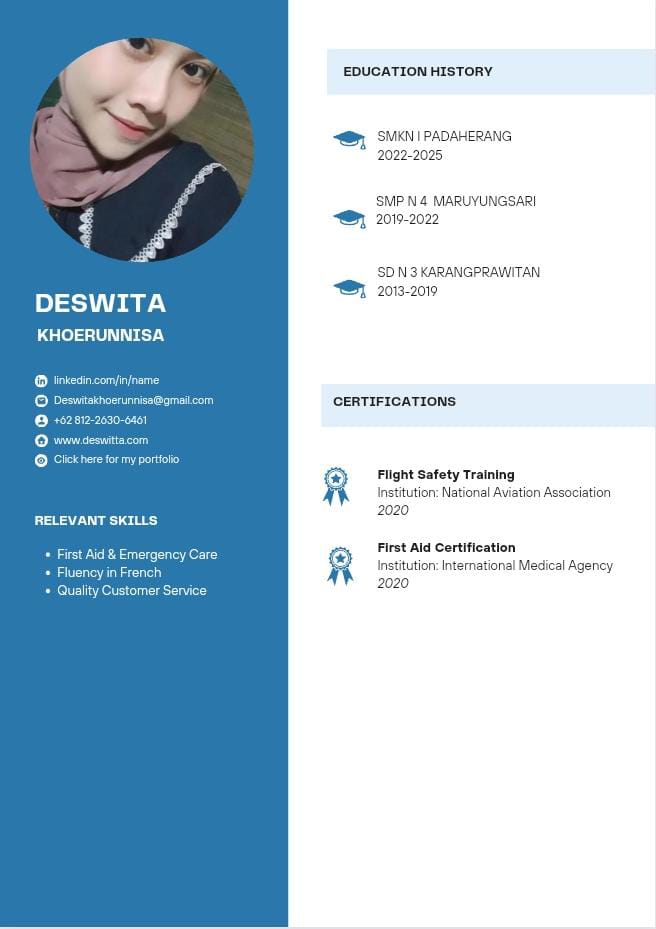 DESWITA
KHOERUNNISA
linkedin.com/in/name
Deswitakhoerunnisa@gmail.com
+62 812-2630-6461
www.deswitta.com
Click here for my portfolio
RELEVANT SKILLS
• First Aid & Emergency Care
• Fluency in French
• Quality Customer Service
EDUCATION HISTORY
SMKN I PADAHERANG
2022-2025
SMP N 4 MARUYUNGSARI
2019-2022
SD N 3 KARANGPRAWITAN
2013-2019
CERTIFICATIONS
Flight Safety Training
Institution: National Aviation Association
2020
First Aid Certification
Institution: International Medical Agency
2020